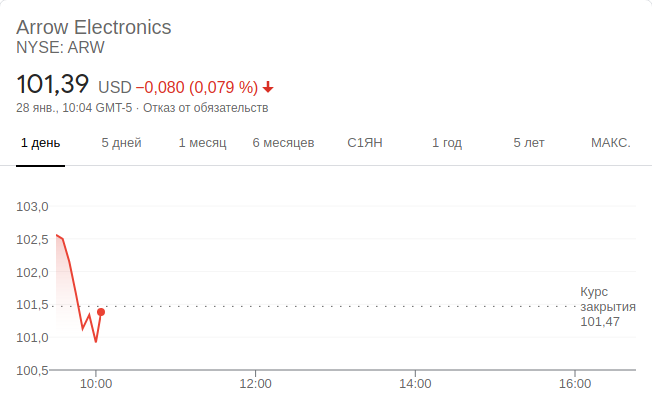 Arrow Electronics
NYSE: ARW
101,39 USD −0,080 (0,079 %)
28 янв., 10:04 GMT-5 · Отказ от обязательств
1 день 5 дней 1 месяц 6 месяцев С1ЯН 1 год 5 лет МАКС.
103,0
102,5
102,0
101,5
101,0
100,5
Курс
закрытия
101,47
10:00 12:00 14:00 16:00